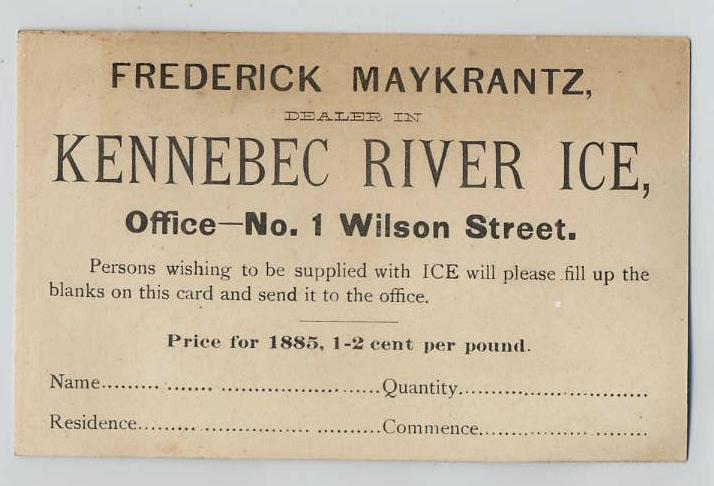 FREDERICK MAYKRANTZ,
DEALER IN
KENNEBEC RIVER ICE,
Office—No. 1 Wilson Street.
Persons wishing to be supplied with ICE will please fill up the
blanks on this card and send it to the office.
Price for 1885, 1-2 cent per pound.
Name.......... ....... ........................Quantity..............................
Residence.......... ................. ..........Commence..........................